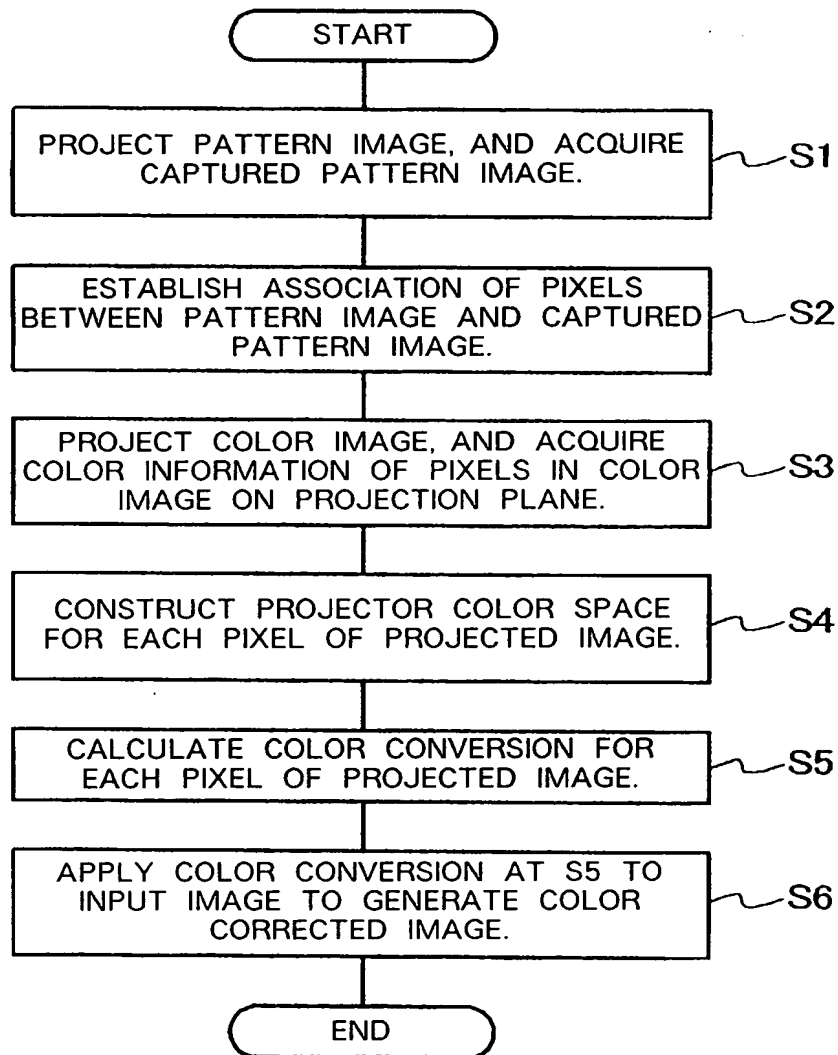 START
PROJECT PATTERN IMAGE, AND ACQUIRE
CAPTURED PATTERN IMAGE.
S1
ESTABLISH ASSOCIATION OF PIXELS
BETWEEN PATTERN IMAGE AND CAPTURED
PATTERN IMAGE.
S2
PROJECT COLOR IMAGE, AND ACQUIRE
COLOR INFORMATION OF PIXELS IN COLOR
IMAGE ON PROJECTION PLANE.
S3
CONSTRUCT PROJECTOR COLOR SPACE
FOR EACH PIXEL OF PROJECTED IMAGE.
S4
CALCULATE COLOR CONVERSION FOR
EACH PIXEL OF PROJECTED IMAGE.
S5
APPLY COLOR CONVERSION AT S5 TO
INPUT IMAGE TO GENERATE COLOR
CORRECTED IMAGE.
S6
END